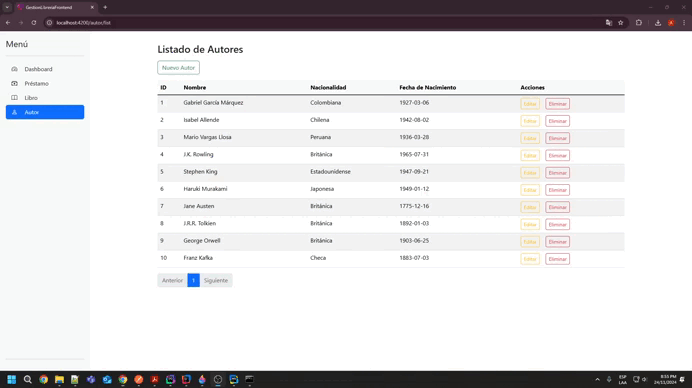 GestionLibreriaFrontend
localhost:4200/autor/list
Menú
Dashboard
Préstamo
Libro
Autor
Listado de Autores
Nuevo Autor
ID Nombre Nacionalidad Fecha de Nacimiento Acciones
1 Gabriel García Márquez Colombiana 1927-03-06 Editar Eliminar
2 Isabel Allende Chilena 1942-08-02 Editar Eliminar
3 Mario Vargas Llosa Peruana 1936-03-28 Editar Eliminar
4 J.K. Rowling Británica 1965-07-31 Editar Eliminar
5 Stephen King Estadounidense 1947-09-21 Editar Eliminar
6 Haruki Murakami Japonesa 1949-01-12 Editar Eliminar
7 Jane Austen Británica 1775-12-16 Editar Eliminar
8 J.R.R. Tolkien Británica 1892-01-03 Editar Eliminar
9 George Orwell Británica 1903-06-25 Editar Eliminar
10 Franz Kafka Checa 1883-07-03 Editar Eliminar
Anterior 1 Siguiente
ESP
LAA
8:53 PM
24/11/2024